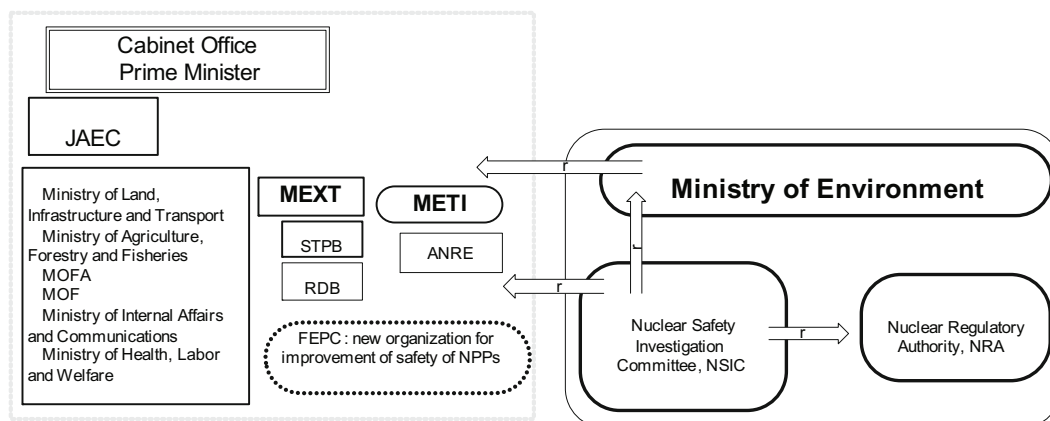 Cabinet Office
Prime Minister
JAEC
Ministry of Land,
Infrastructure and Transport
Ministry of Agriculture,
Forestry and Fisheries
MOFA
MOF
Ministry of Internal Affairs
and Communications
Ministry of Health, Labor
and Welfare
MEXT
STPB
RDB
METI
ANRE
FEPC : new organization for
improvement of safety of NPPs
r
Ministry of Environment
r
r
Nuclear Safety
Investigation
Committee, NSIC
r
Nuclear Regulatory
Authority, NRA